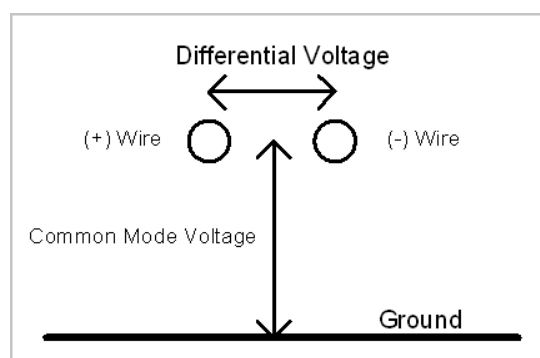 Differential Voltage
(+) Wire
(-) Wire
Common Mode Voltage
Ground